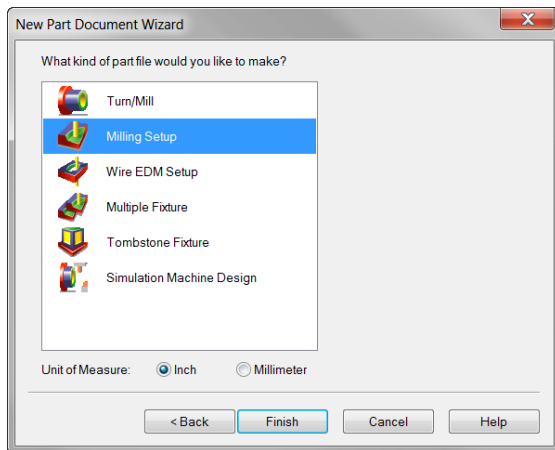 New Part Document Wizard
What kind of part file would you like to make?
Turn/Mill
Milling Setup
Wire EDM Setup
Multiple Fixture
Tombstone Fixture
Simulation Machine Design
Unit of Measure: Inch Millimeter
< Back Finish Cancel Help